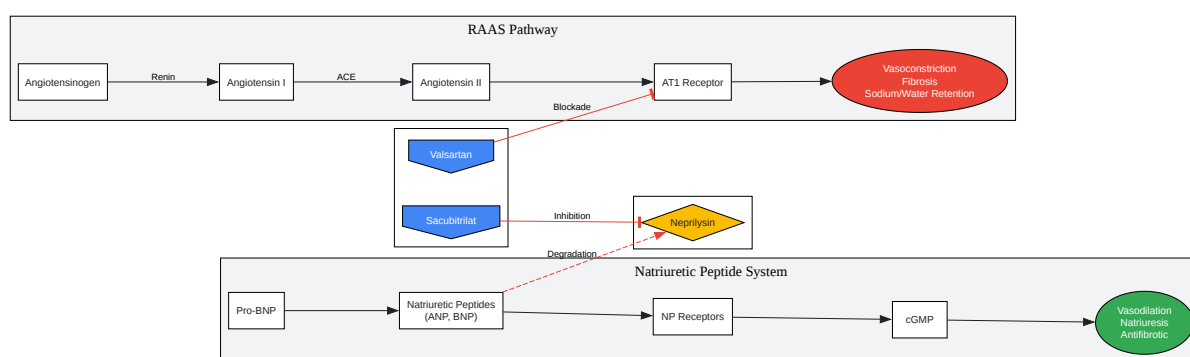 RAAS Pathway
Angiotensinogen
Renin
Angiotensin I
ACE
Angiotensin II
AT1 Receptor
Vasoconstriction
Fibrosis
Sodium/Water Retention
Blockade
Valsartan
Sacubitrilat
Inhibition
Neprilysin
Degradation
Natriuretic Peptide System
Pro-BNP
Natriuretic Peptides
(ANP, BNP)
NP Receptors
cGMP
Vasodilation
Natriuresis
Antifibrotic